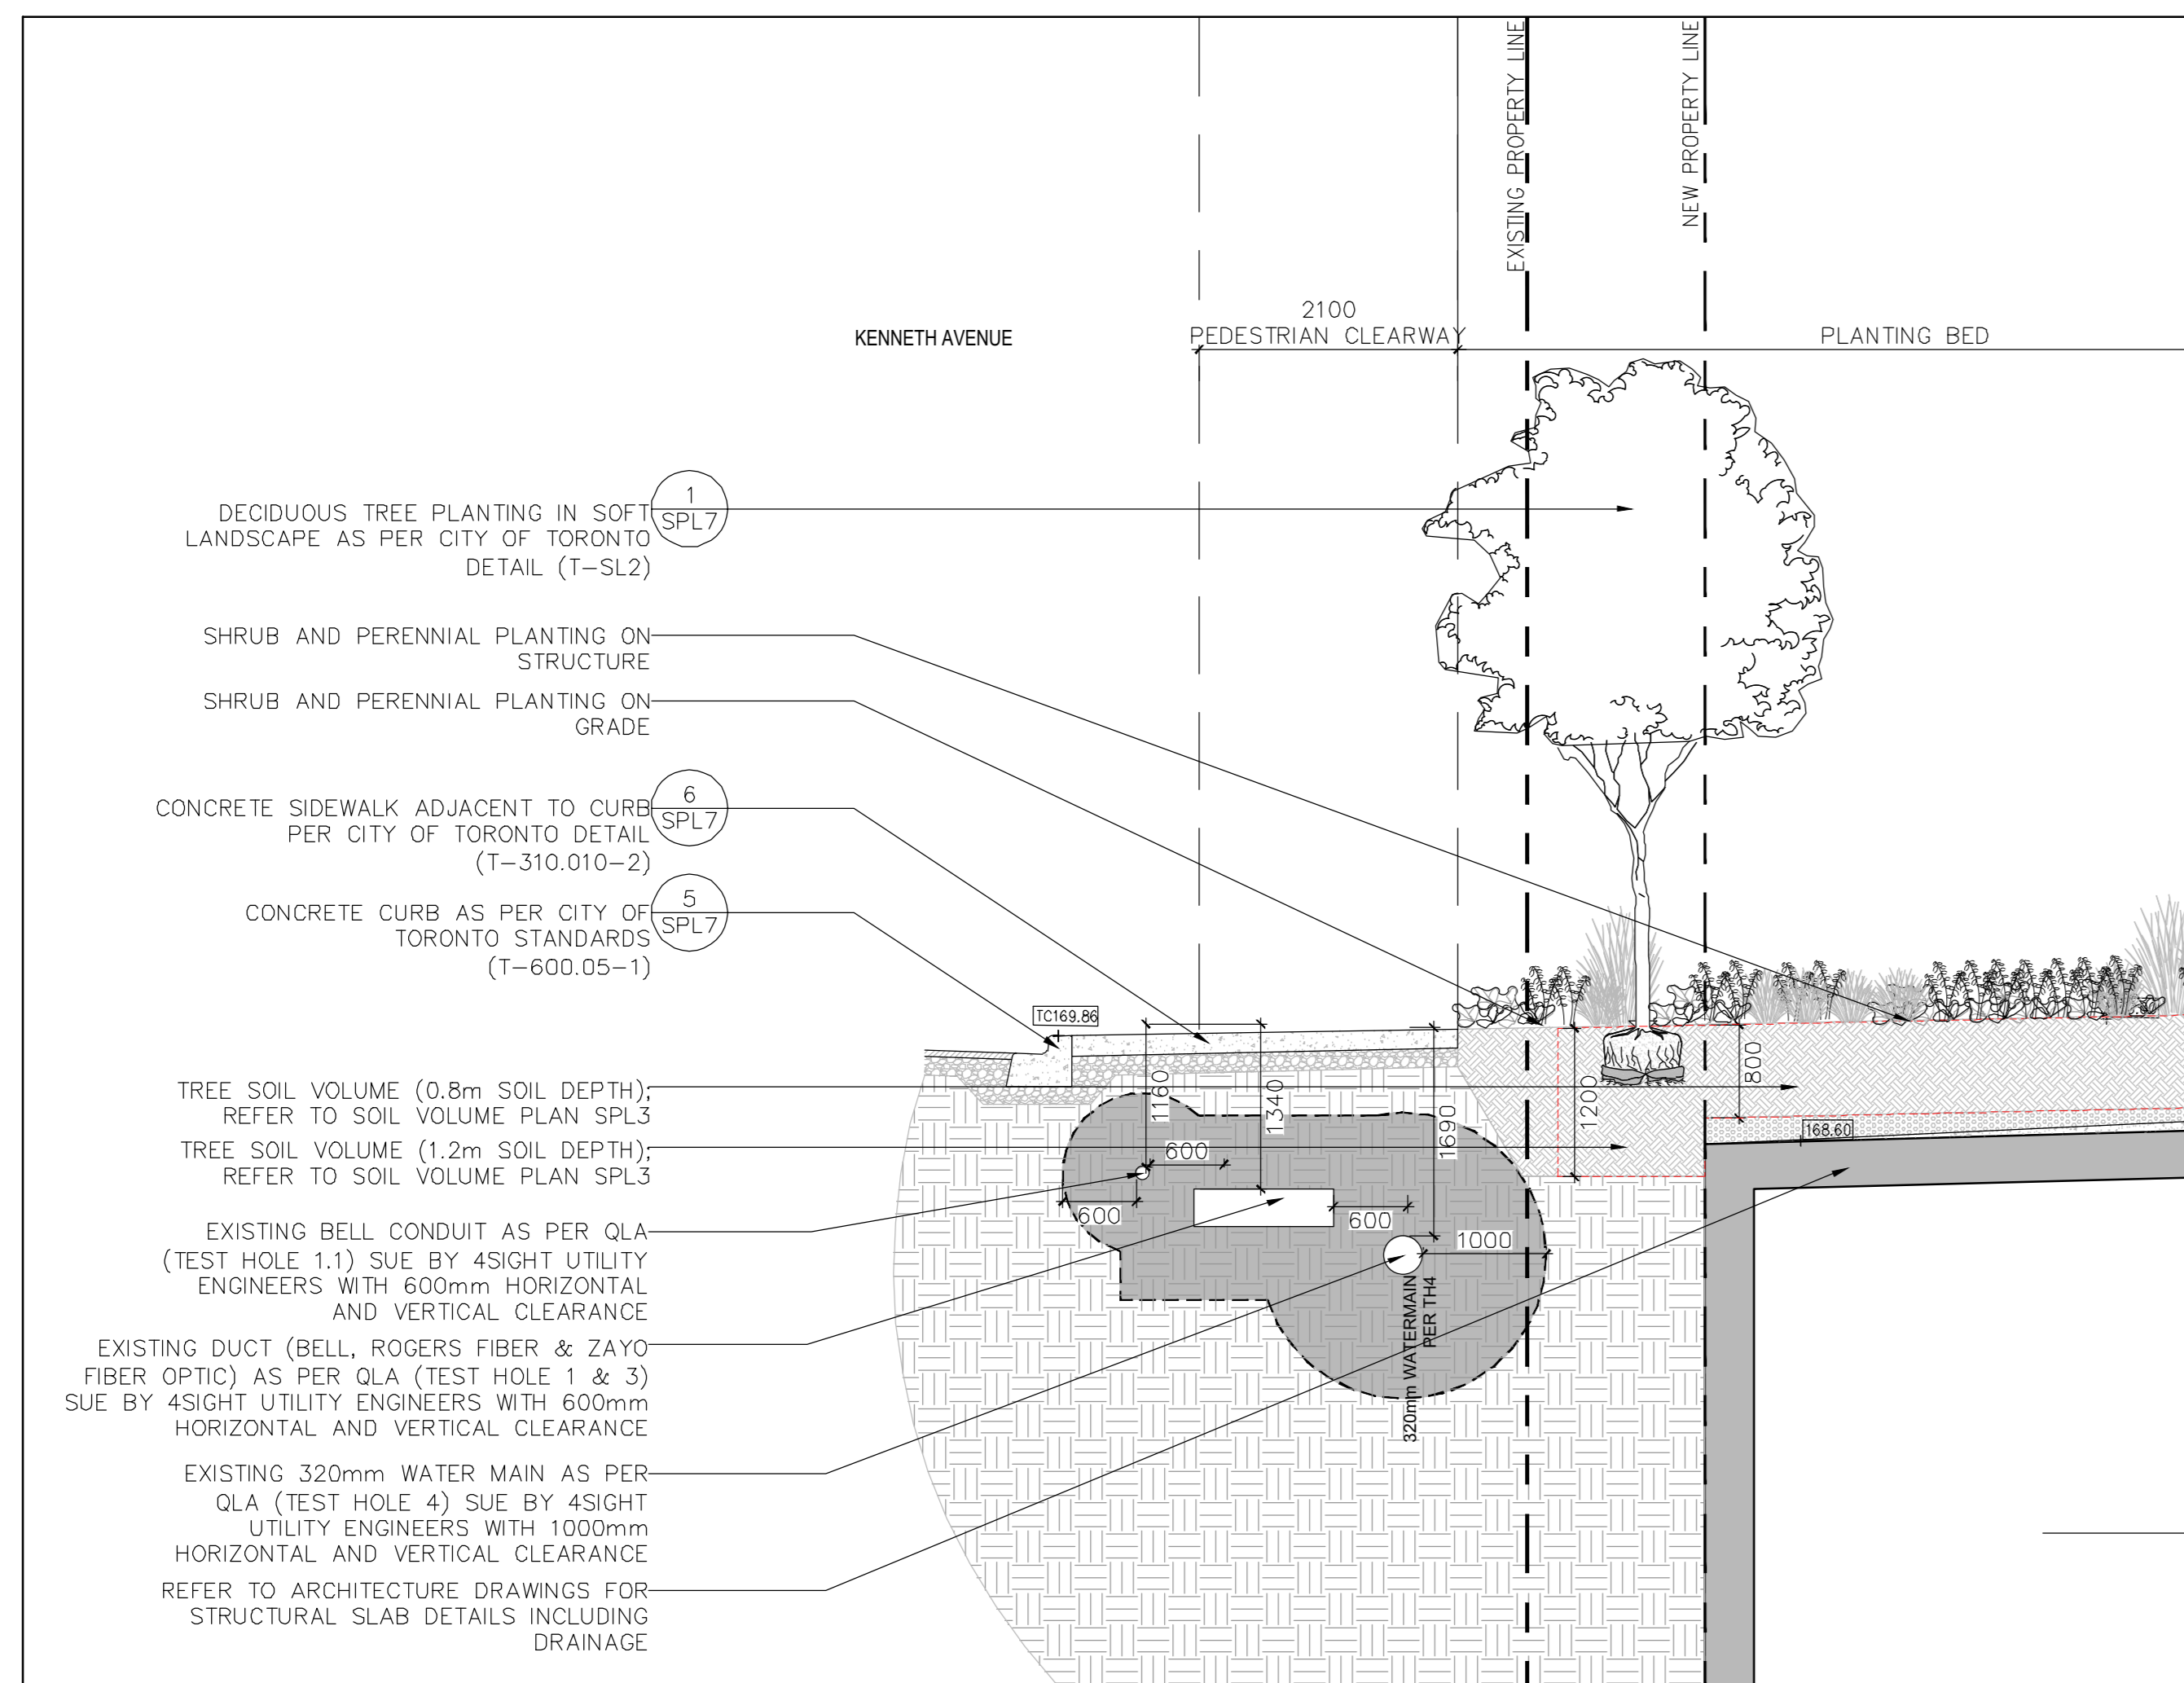 EXISTING PROPERTY LINE
NEW PROPERTY LINE
KENNETH AVENUE
2100
PEDESTRIAN CLEARWAY
PLANTING BED
1
SPL7
DECIDUOUS TREE PLANTING IN SOFT
LANDSCAPE AS PER CITY OF TORONTO
DETAIL (T-SL2)
SHRUB AND PERENNIAL PLANTING ON
STRUCTURE
SHRUB AND PERENNIAL PLANTING ON
GRADE
6
SPL7
CONCRETE SIDEWALK ADJACENT TO CURB
PER CITY OF TORONTO DETAIL
(T-310.010-2)
5
SPL7
CONCRETE CURB AS PER CITY OF
TORONTO STANDARDS
(T-600.05-1)
TC169.86
TREE SOIL VOLUME (0.8m SOIL DEPTH);
REFER TO SOIL VOLUME PLAN SPL3
TREE SOIL VOLUME (1.2m SOIL DEPTH);
REFER TO SOIL VOLUME PLAN SPL3
EXISTING BELL CONDUIT AS PER QLA
(TEST HOLE 1.1) SUE BY 4SIGHT UTILITY
ENGINEERS WITH 600mm HORIZONTAL
AND VERTICAL CLEARANCE
EXISTING DUCT (BELL, ROGERS FIBER & ZAYO
FIBER OPTIC) AS PER QLA (TEST HOLE 1 & 3)
SUE BY 4SIGHT UTILITY ENGINEERS WITH 600mm
HORIZONTAL AND VERTICAL CLEARANCE
EXISTING 320mm WATER MAIN AS PER
QLA (TEST HOLE 4) SUE BY 4SIGHT
UTILITY ENGINEERS WITH 1000mm
HORIZONTAL AND VERTICAL CLEARANCE
REFER TO ARCHITECTURE DRAWINGS FOR
STRUCTURAL SLAB DETAILS INCLUDING
DRAINAGE
1160
1340
1690
1200
800
168.60
600
600
600
1000
320mm WATERMAIN
PER TH4